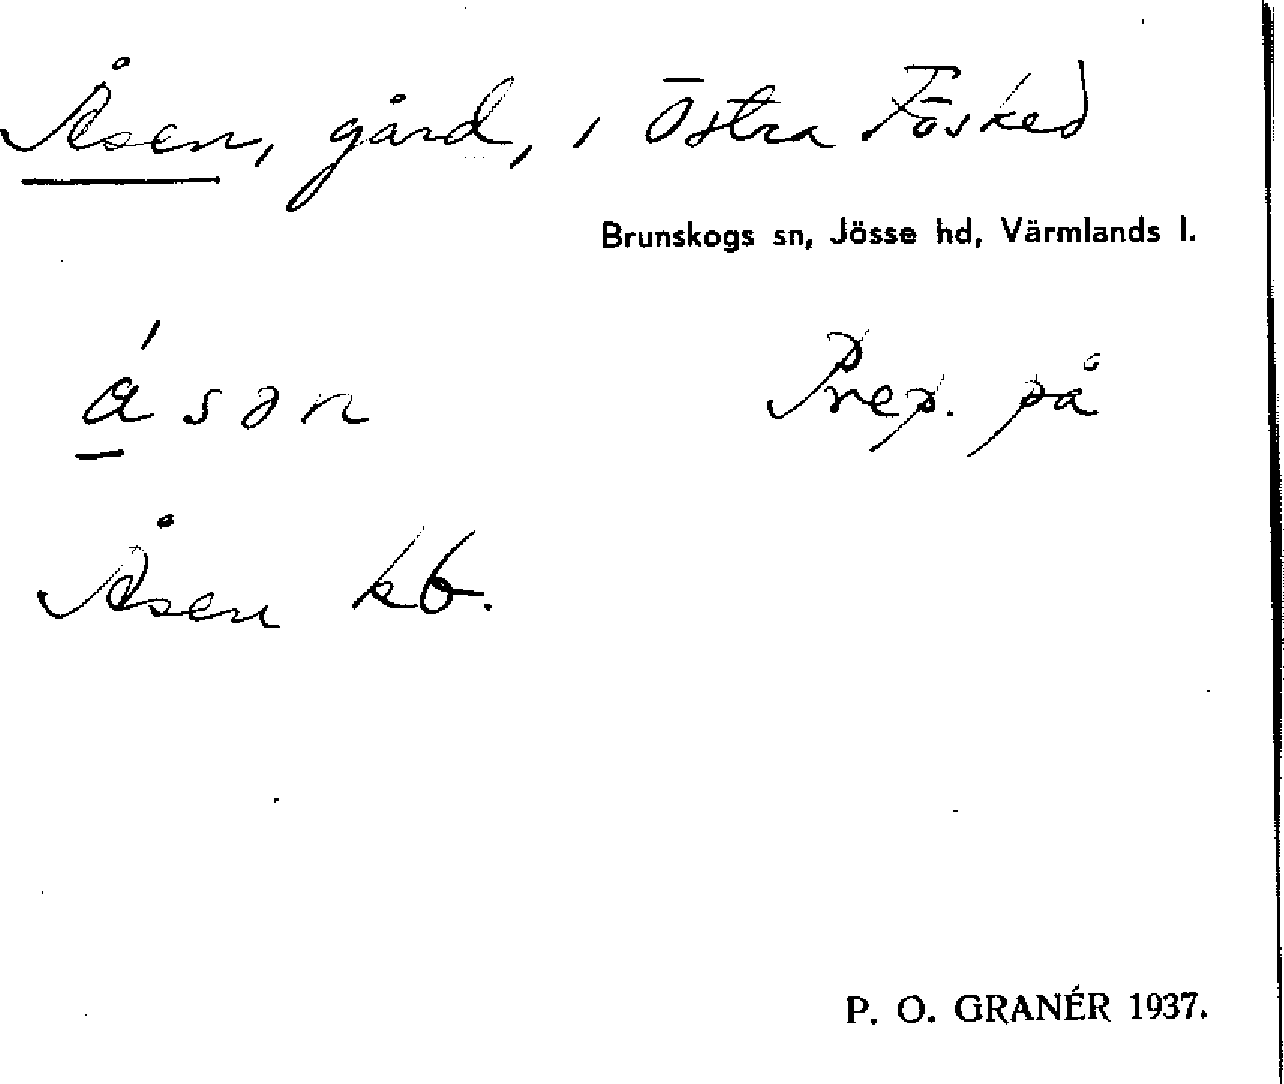 Åsen, gård, i Östra Fösked
Brunskogs sn, Jösse hd, Värmlands l.
ásən Prep. på
Åsen kb.
P. O. GRANÉR 1937.